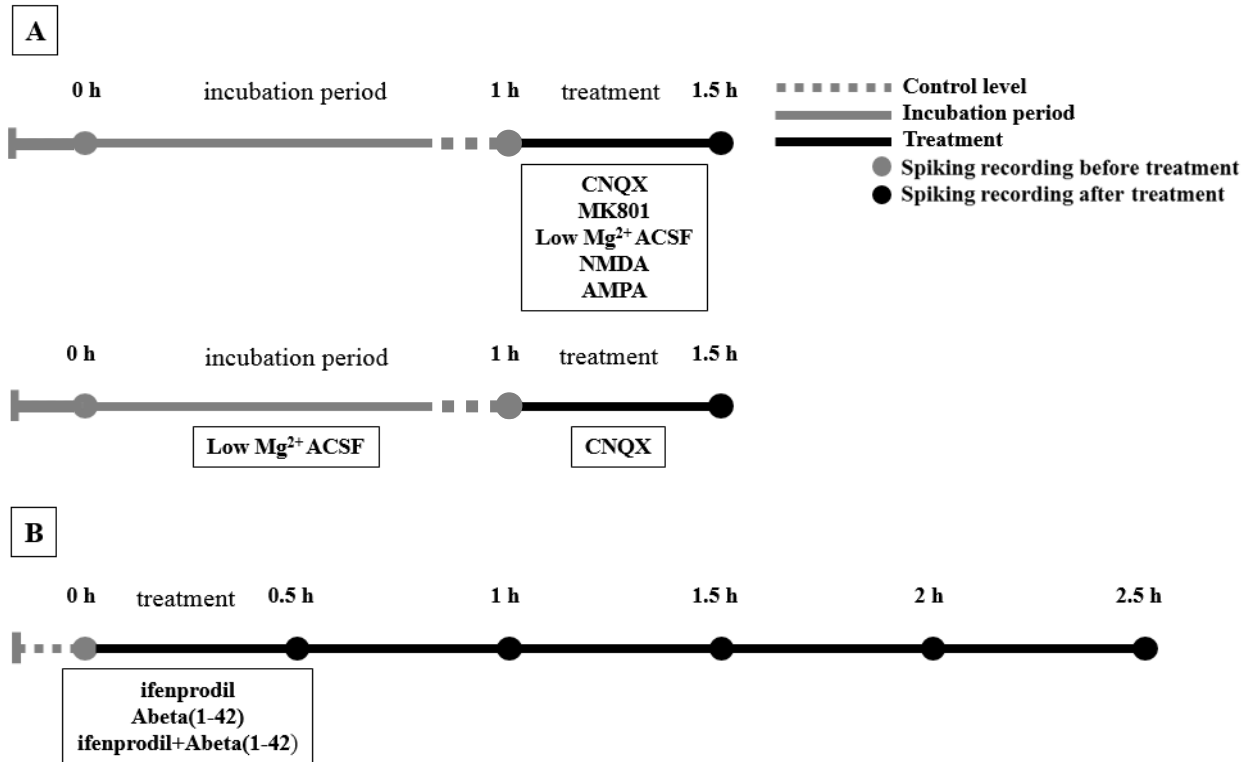 A
0 h incubation period 1 h treatment 1.5 h
Control level
Incubation period
Treatment
Spiking recording before treatment
Spiking recording after treatment
CNQX
MK801
Low Mg²⁺ ACSF
NMDA
AMPA
0 h incubation period 1 h treatment 1.5 h
Low Mg²⁺ ACSF CNQX
B
0 h treatment 0.5 h 1 h 1.5 h 2 h 2.5 h
ifenprodil
Abeta(1-42)
ifenprodil+Abeta(1-42)